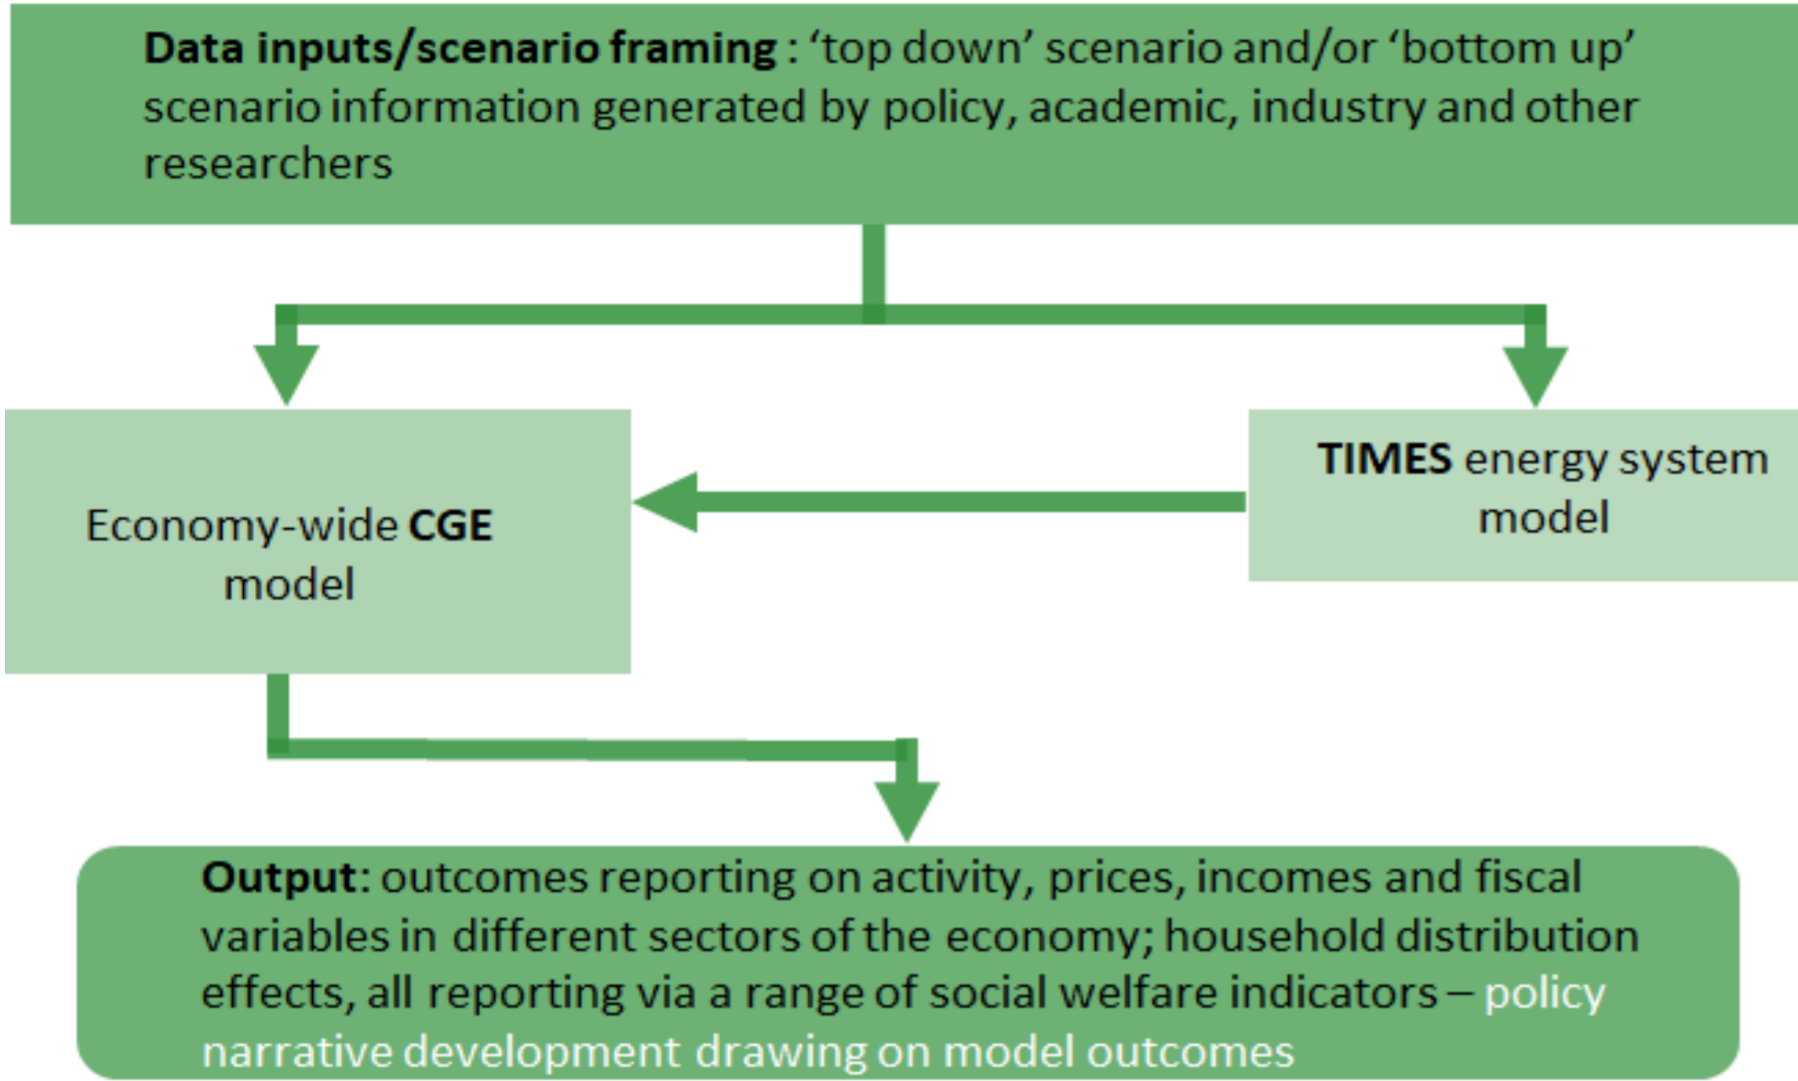 Data inputs/scenario framing : ‘top down’ scenario and/or ‘bottom up’
scenario information generated by policy, academic, industry and other
researchers
Economy-wide CGE
model
TIMES energy system
model
Output: outcomes reporting on activity, prices, incomes and fiscal
variables in different sectors of the economy; household distribution
effects, all reporting via a range of social welfare indicators – policy
narrative development drawing on model outcomes